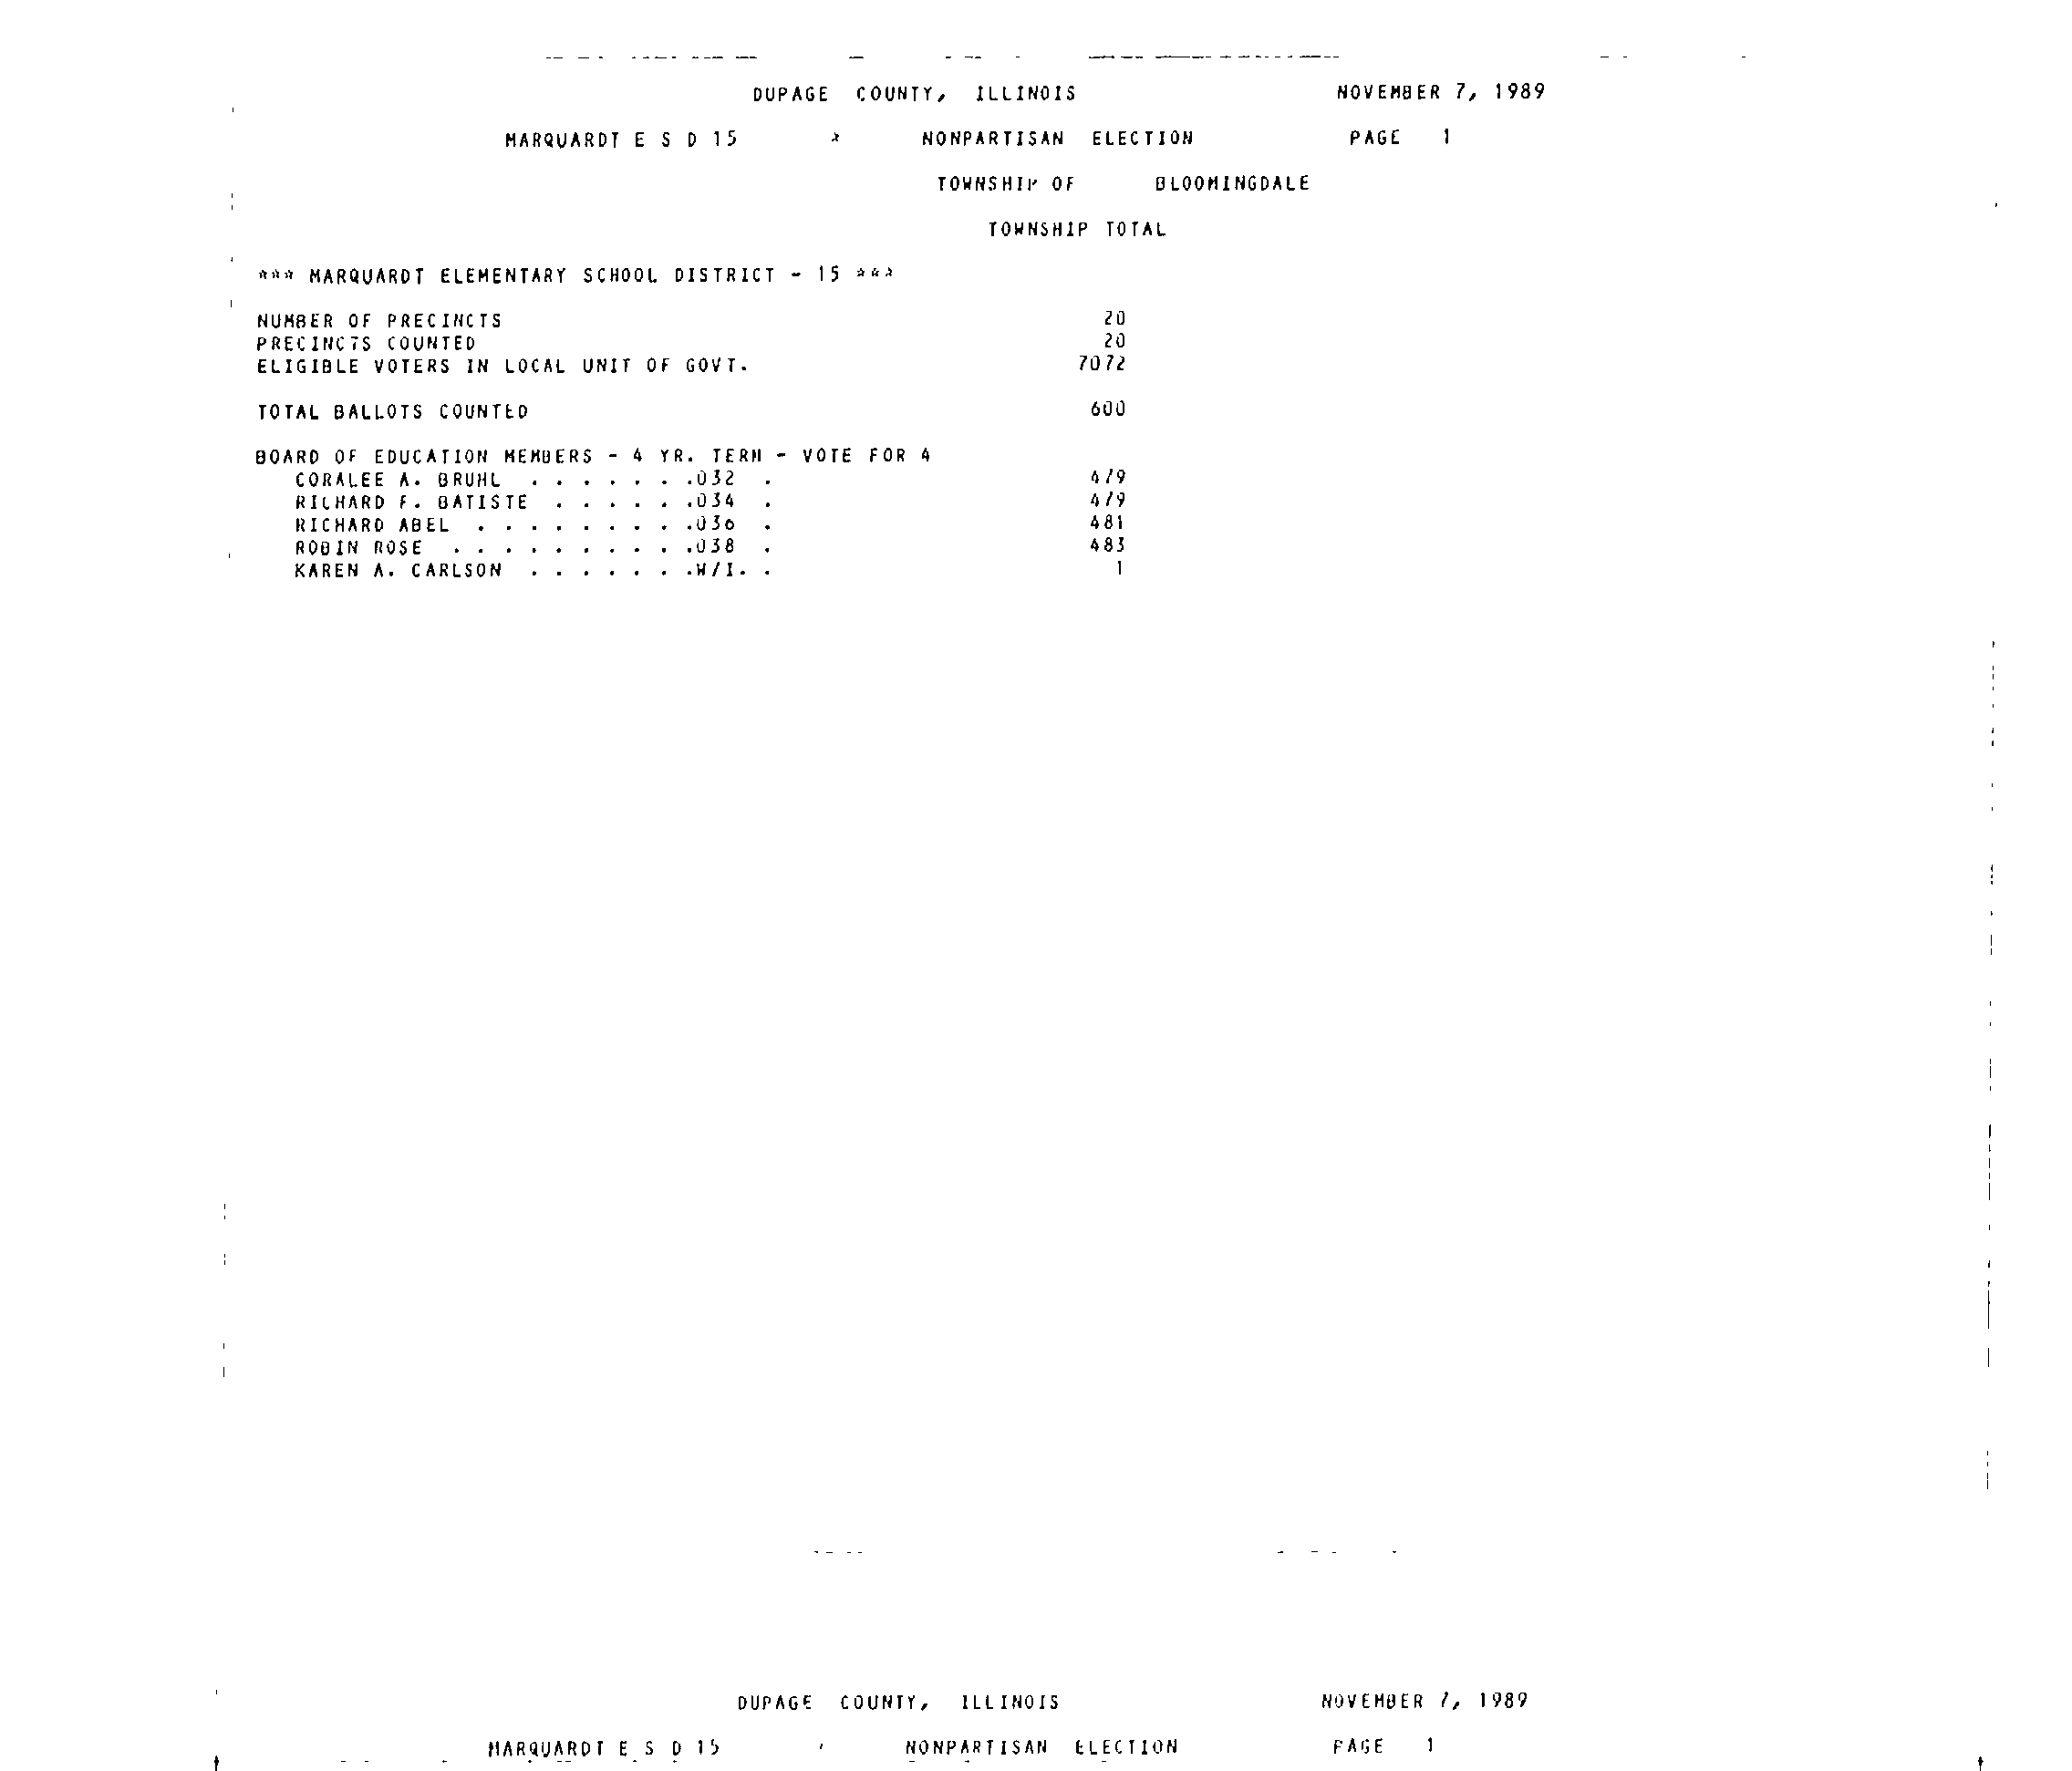 DUPAGE COUNTY, ILLINOIS NOVEMBER 7, 1989
MARQUARDT E S D 15 * NONPARTISAN ELECTION PAGE 1
TOWNSHIP OF BLOOMINGDALE
TOWNSHIP TOTAL
*** MARQUARDT ELEMENTARY SCHOOL DISTRICT - 15 ***
NUMBER OF PRECINCTS 20
PRECINCTS COUNTED 20
ELIGIBLE VOTERS IN LOCAL UNIT OF GOVT. 7072
TOTAL BALLOTS COUNTED 600
BOARD OF EDUCATION MEMBERS - 4 YR. TERM - VOTE FOR 4
CORALEE A. BRUHL . . . . . . .032 . 479
RICHARD F. BATISTE . . . . . .034 . 479
RICHARD ABEL . . . . . . . . .036 . 481
ROBIN ROSE . . . . . . . . . .038 . 483
KAREN A. CARLSON . . . . . . .W/I. . 1
DUPAGE COUNTY, ILLINOIS NOVEMBER 7, 1989
MARQUARDT E S D 15 NONPARTISAN ELECTION PAGE 1